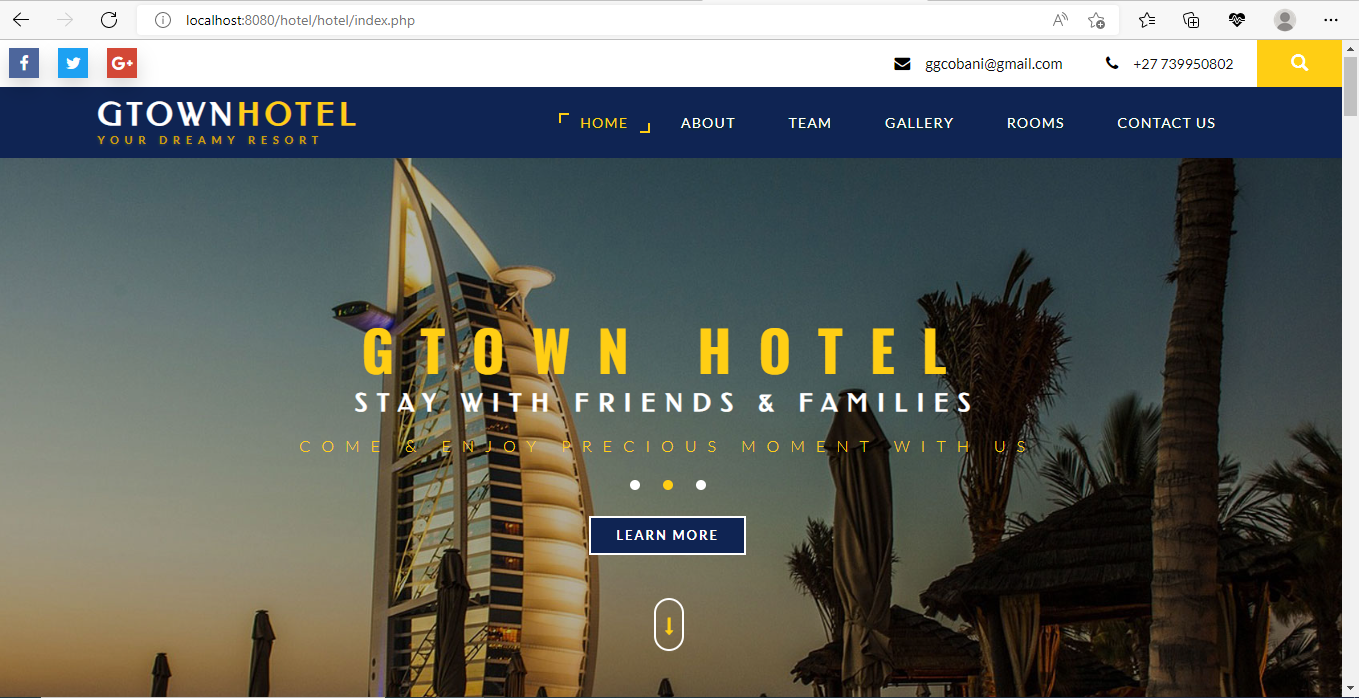 localhost:8080/hotel/hotel/index.php
f G+ ggcobani@gmail.com +27 739950802
GTOWNHOTEL
YOUR DREAMY RESORT
HOME ABOUT TEAM GALLERY ROOMS CONTACT US
GTOWN HOTEL
STAY WITH FRIENDS & FAMILIES
COME & ENJOY PRECIOUS MOMENT WITH US
LEARN MORE